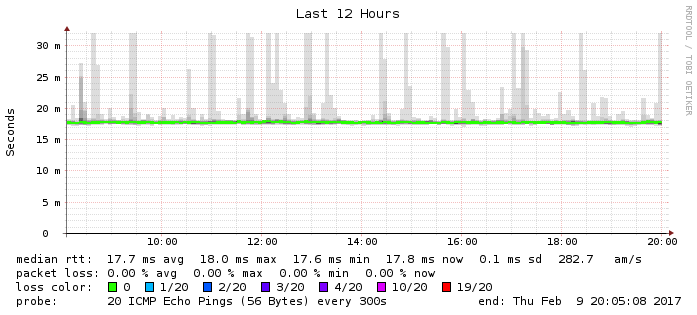 Last 12 Hours
RRDTOOL / TOBI OETIKER
Seconds
30 m
25 m
20 m
15 m
10 m
5 m
0
10:00 12:00 14:00 16:00 18:00 20:00
median rtt: 17.7 ms avg 18.0 ms max 17.6 ms min 17.8 ms now 0.1 ms sd 282.7 am/s
packet loss: 0.00 % avg 0.00 % max 0.00 % min 0.00 % now
loss color: 0 1/20 2/20 3/20 4/20 10/20 19/20
probe: 20 ICMP Echo Pings (56 Bytes) every 300s end: Thu Feb 9 20:05:08 2017